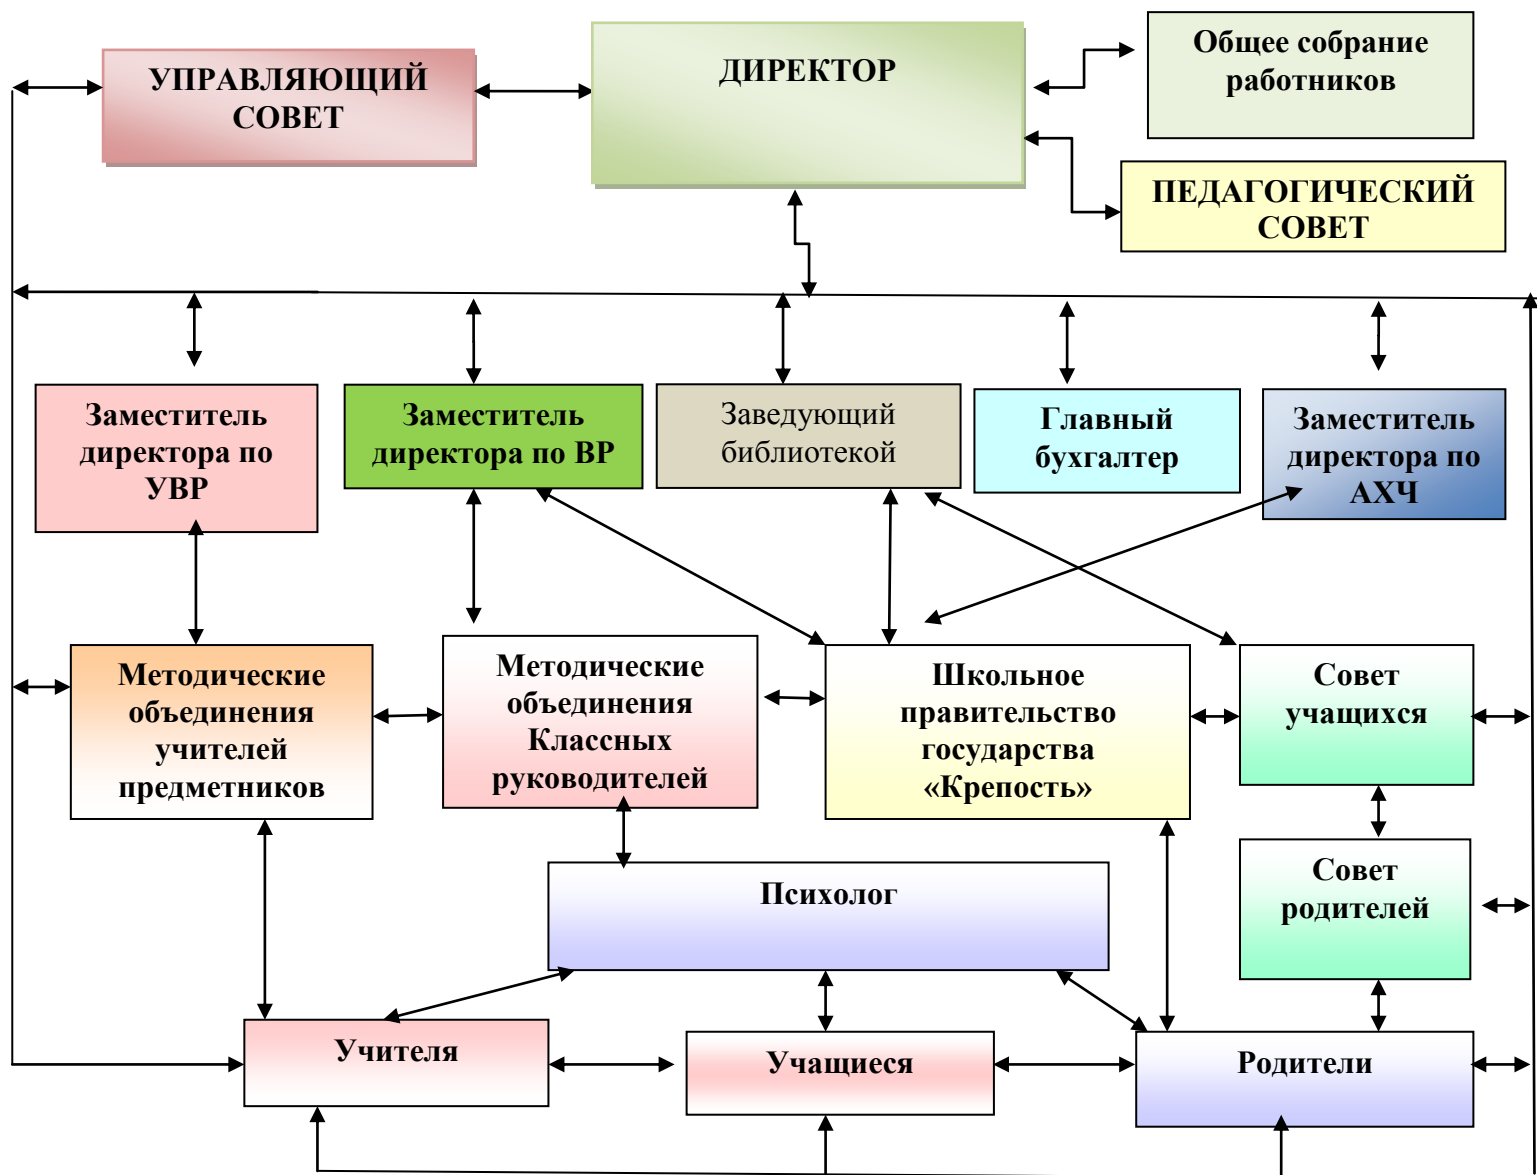 УПРАВЛЯЮЩИЙ
СОВЕТ
ДИРЕКТОР
Общее собрание
работников
ПЕДАГОГИЧЕСКИЙ
СОВЕТ
Заместитель
директора по
УВР
Заместитель
директора по ВР
Заведующий
библиотекой
Главный
бухгалтер
Заместитель
директора по
АХЧ
Методические
объединения
учителей
предметников
Методические
объединения
Классных
руководителей
Школьное
правительство
государства
«Крепость»
Совет
учащихся
Психолог
Совет
родителей
Учителя
Учащиеся
Родители